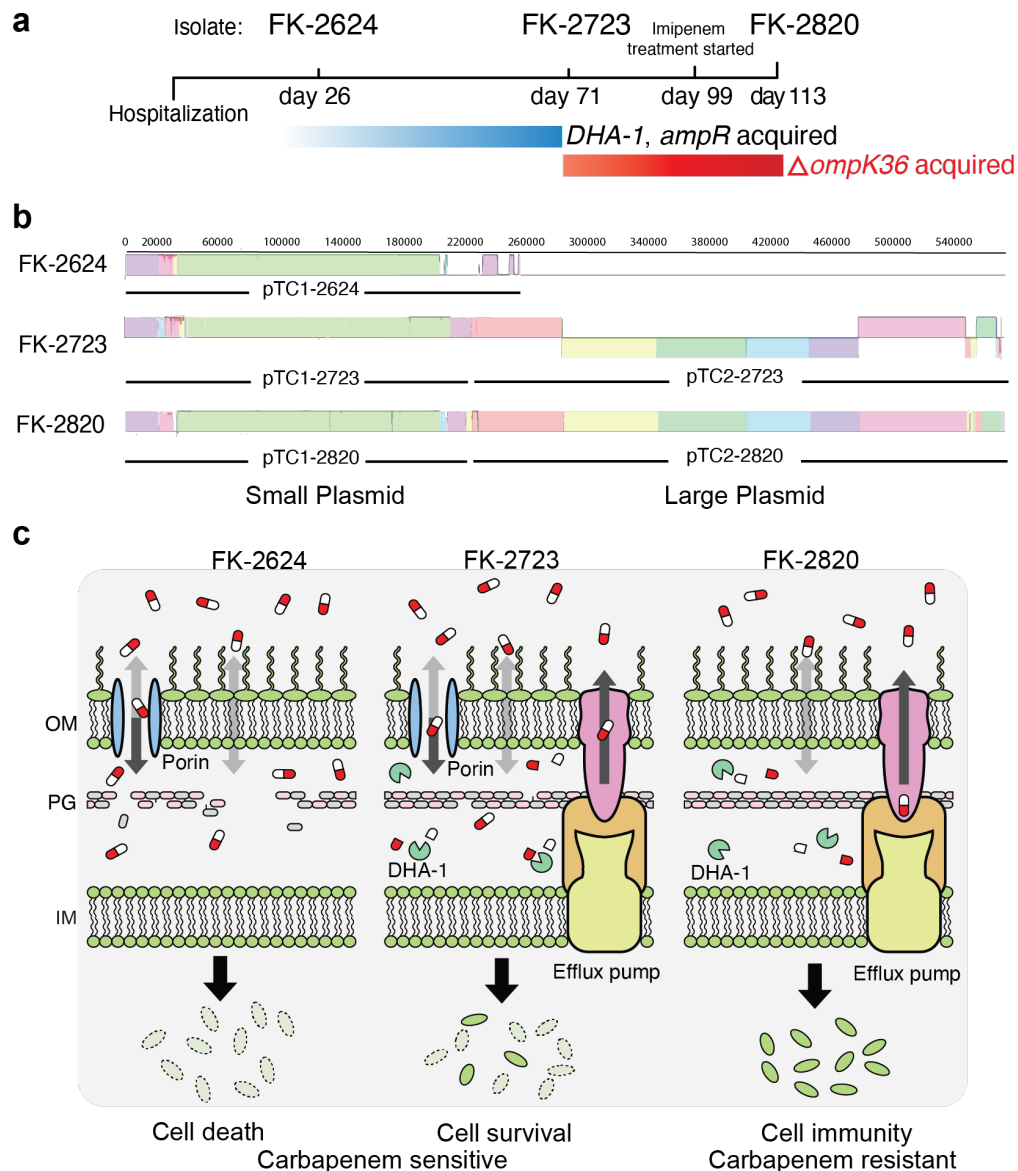 a
Isolate: FK-2624 FK-2723 Imipenem treatment started FK-2820
Hospitalization day 26 day 71 day 99 day 113
DHA-1, ampR acquired
△ompK36 acquired
b
0 20000 60000 100000 140000 180000 220000 260000 300000 340000 380000 420000 460000 500000 540000
FK-2624
pTC1-2624
FK-2723
pTC1-2723 pTC2-2723
FK-2820
pTC1-2820 pTC2-2820
Small Plasmid Large Plasmid
c
FK-2624 FK-2723 FK-2820
OM
Porin Porin
PG
DHA-1 DHA-1
IM
Efflux pump Efflux pump
Cell death Cell survival Cell immunity
Carbapenem sensitive Carbapenem resistant